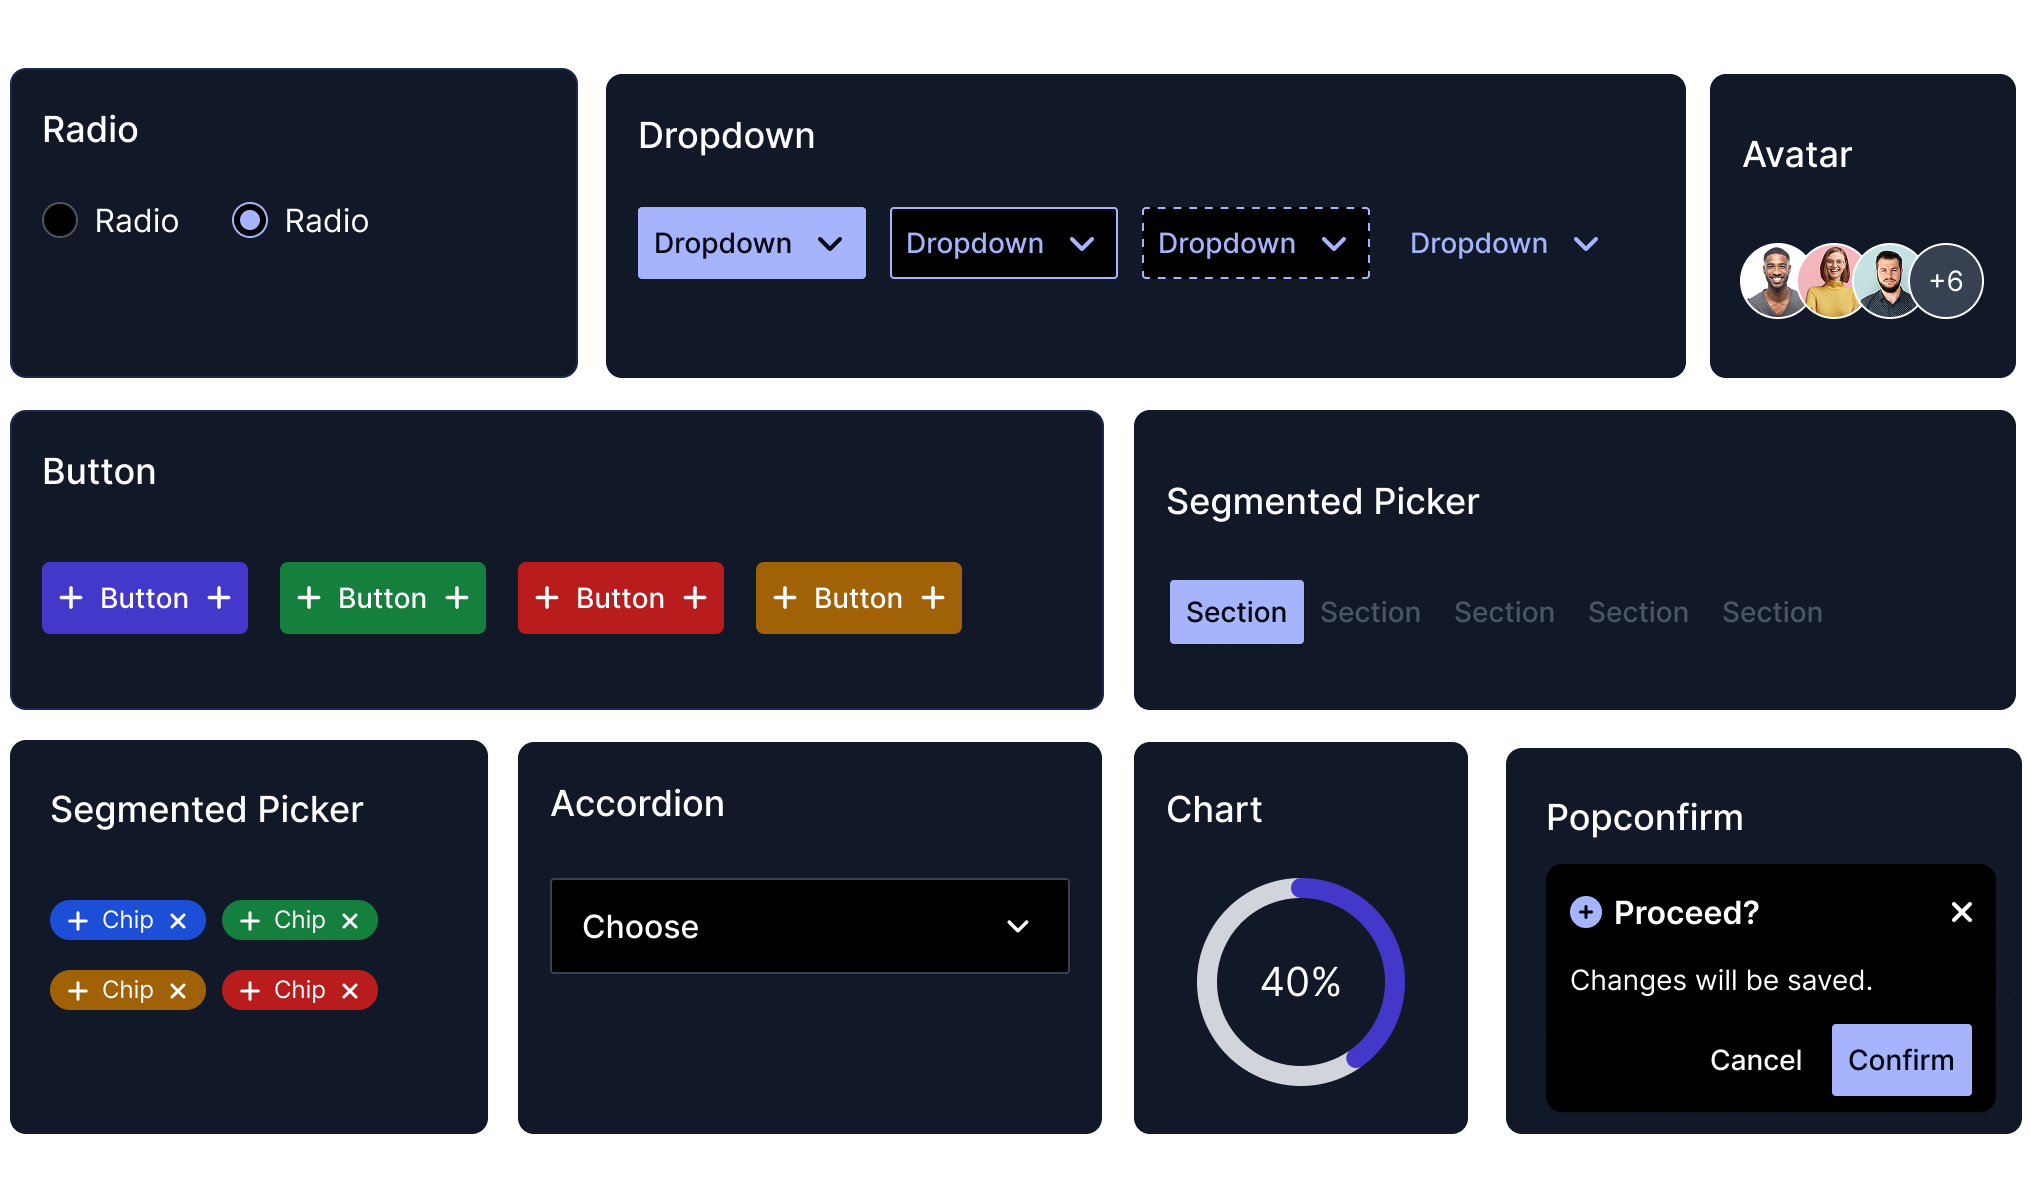 Radio
Radio Radio
Dropdown
Dropdown Dropdown Dropdown Dropdown
Avatar
+6
Button
Button Button Button Button
Segmented Picker
Section Section Section Section Section
Segmented Picker
Chip Chip
Chip Chip
Accordion
Choose
Chart
40%
Popconfirm
Proceed?
Changes will be saved.
Cancel Confirm